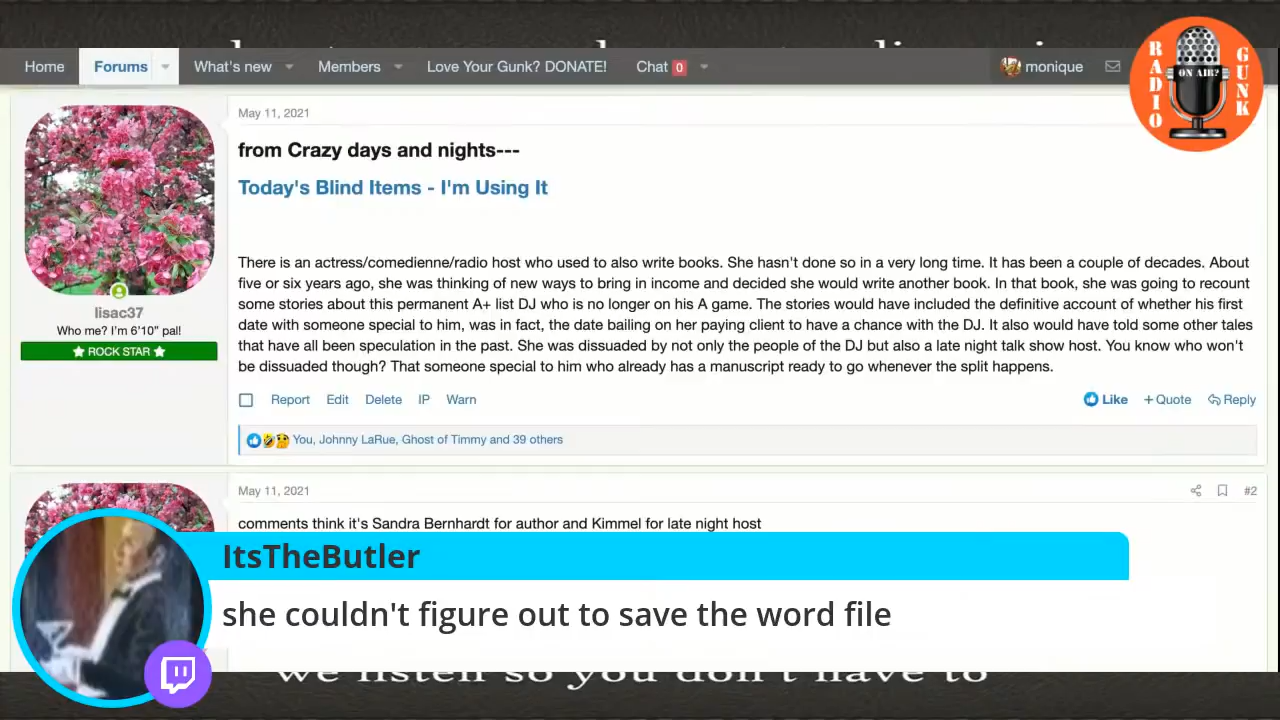 Home Forums What's new Members Love Your Gunk? DONATE! Chat 0 monique
RADIO GUNK
ON AIR?
May 11, 2021
from Crazy days and nights---
Today's Blind Items - I'm Using It
There is an actress/comedienne/radio host who used to also write books. She hasn't done so in a very long time. It has been a couple of decades. About
five or six years ago, she was thinking of new ways to bring in income and decided she would write another book. In that book, she was going to recount
some stories about this permanent A+ list DJ who is no longer on his A game. The stores would have included the definitive account of whether his first
date with someone special to him, was in fact, the date bailing on her paying client to have a chance with the DJ. It also would have told some other tales
that have all been speculation in the past. She was dissuaded by not only the peopre of the DJ but also a late night talk show host. You know who won't
be dissuaded though? That someone special to him who already has a manuscript ready to go whenever the split happens.
lisac37
Who me? I'm 6'10" pal!
ROCK STAR
Report Edit Delete IP Warn Like + Quote Reply
You, Johnny LaRue, Ghost of Timmy and 39 others
May 11, 2021 #2
comments think it's Sandra Bernhardt for author and Kimmel for late night host
ItsTheButler
she couldn't figure out to save the word file
we listen so you don't have to